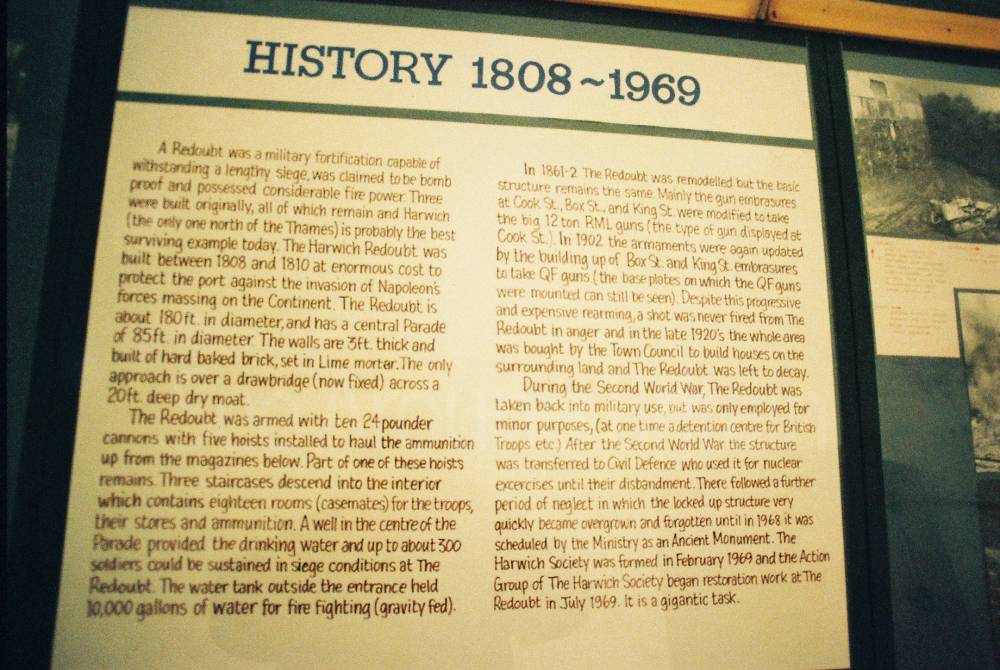 HISTORY 1808~1969
A Redoubt was a military fortification capable of
withstanding a lengthy siege, was claimed to be bomb
proof and possessed considerable fire power. Three
were built originally, all of which remain and Harwich
(the only one north of the Thames) is probably the best
surviving example today. The Harwich Redoubt was
built between 1808 and 1810 at enormous cost to
protect the port against the invasion of Napoleon's
forces massing on the Continent. The Redoubt is
about 180ft. in diameter, and has a central Parade
of 85ft. in diameter. The walls are 3ft. thick and
built of hard baked brick, set in Lime mortar. The only
approach is over a drawbridge (now fixed) across a
20ft. deep dry moat.
The Redoubt was armed with ten 24 pounder
cannons with five hoists installed to haul the ammunition
up from the magazines below. Part of one of these hoists
remains. Three staircases descend into the interior
which contains eighteen rooms (casemates) for the troops,
their stores and ammunition. A well in the centre of the
Parade provided the drinking water and up to about 300
soldiers could be sustained in siege conditions at The
Redoubt. The water tank outside the entrance held
10,000 gallons of water for fire fighting (gravity fed).
In 1861-2 The Redoubt was remodelled but the basic
structure remains the same. Mainly the gun embrasures
at Cook St., Box St., and King St. were modified to take
the big 12 ton RML guns (the type of gun displayed at
Cook St.). In 1902 the armaments were again updated
by the building up of Box St. and King St. embrasures
to take QF guns. (the base plates on which the QF guns
were mounted can still be seen). Despite this progressive
and expensive rearming, a shot was never fired from The
Redoubt in anger and in the late 1920's the whole area
was bought by the Town Council to build houses on the
surrounding land and The Redoubt was left to decay.
During the Second World War, The Redoubt was
taken back into military use, but was only employed for
minor purposes, (at one time a detention centre for British
Troops etc.) After the Second World War the structure
was transferred to Civil Defence who used it for nuclear
excercises until their disbandment. There followed a further
period of neglect in which the locked up structure very
quickly became overgrown and forgotten until in 1968 it was
scheduled by the Ministry as an Ancient Monument. The
Harwich Society was formed in February 1969 and the Action
Group of The Harwich Society began restoration work at The
Redoubt in July 1969. It is a gigantic task.